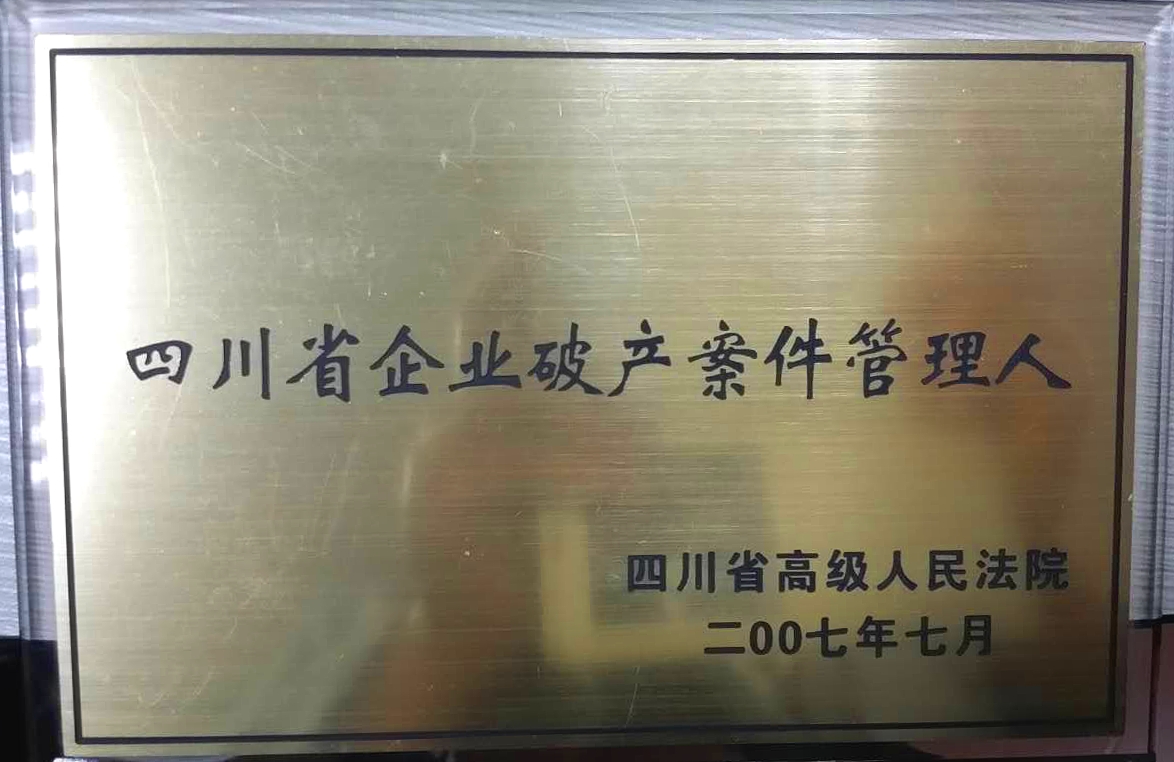 四川省企业破产案件管理人
四川省高级人民法院
二00七年七月